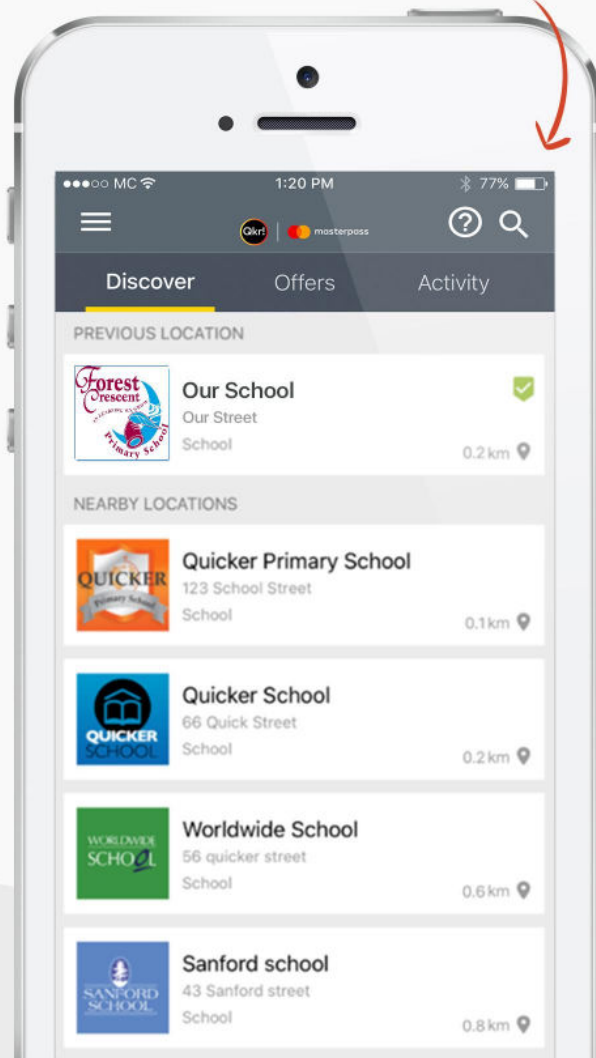 MC
1:20 PM
77%
Qkr!
masterpass
?
Discover
Offers
Activity
PREVIOUS LOCATION
Forest
Crescent
Primary School
Our School
Our Street
School
0.2 km
NEARBY LOCATIONS
QUICKER
Primary School
Quicker Primary School
123 School Street
School
0.1 km
QUICKER
SCHOOL
Quicker School
66 Quick Street
School
0.2 km
WORLDWIDE
SCHOOL
Worldwide School
56 quicker street
School
0.6 km
SANFORD
SCHOOL
Sanford school
43 Sanford street
School
0.8 km